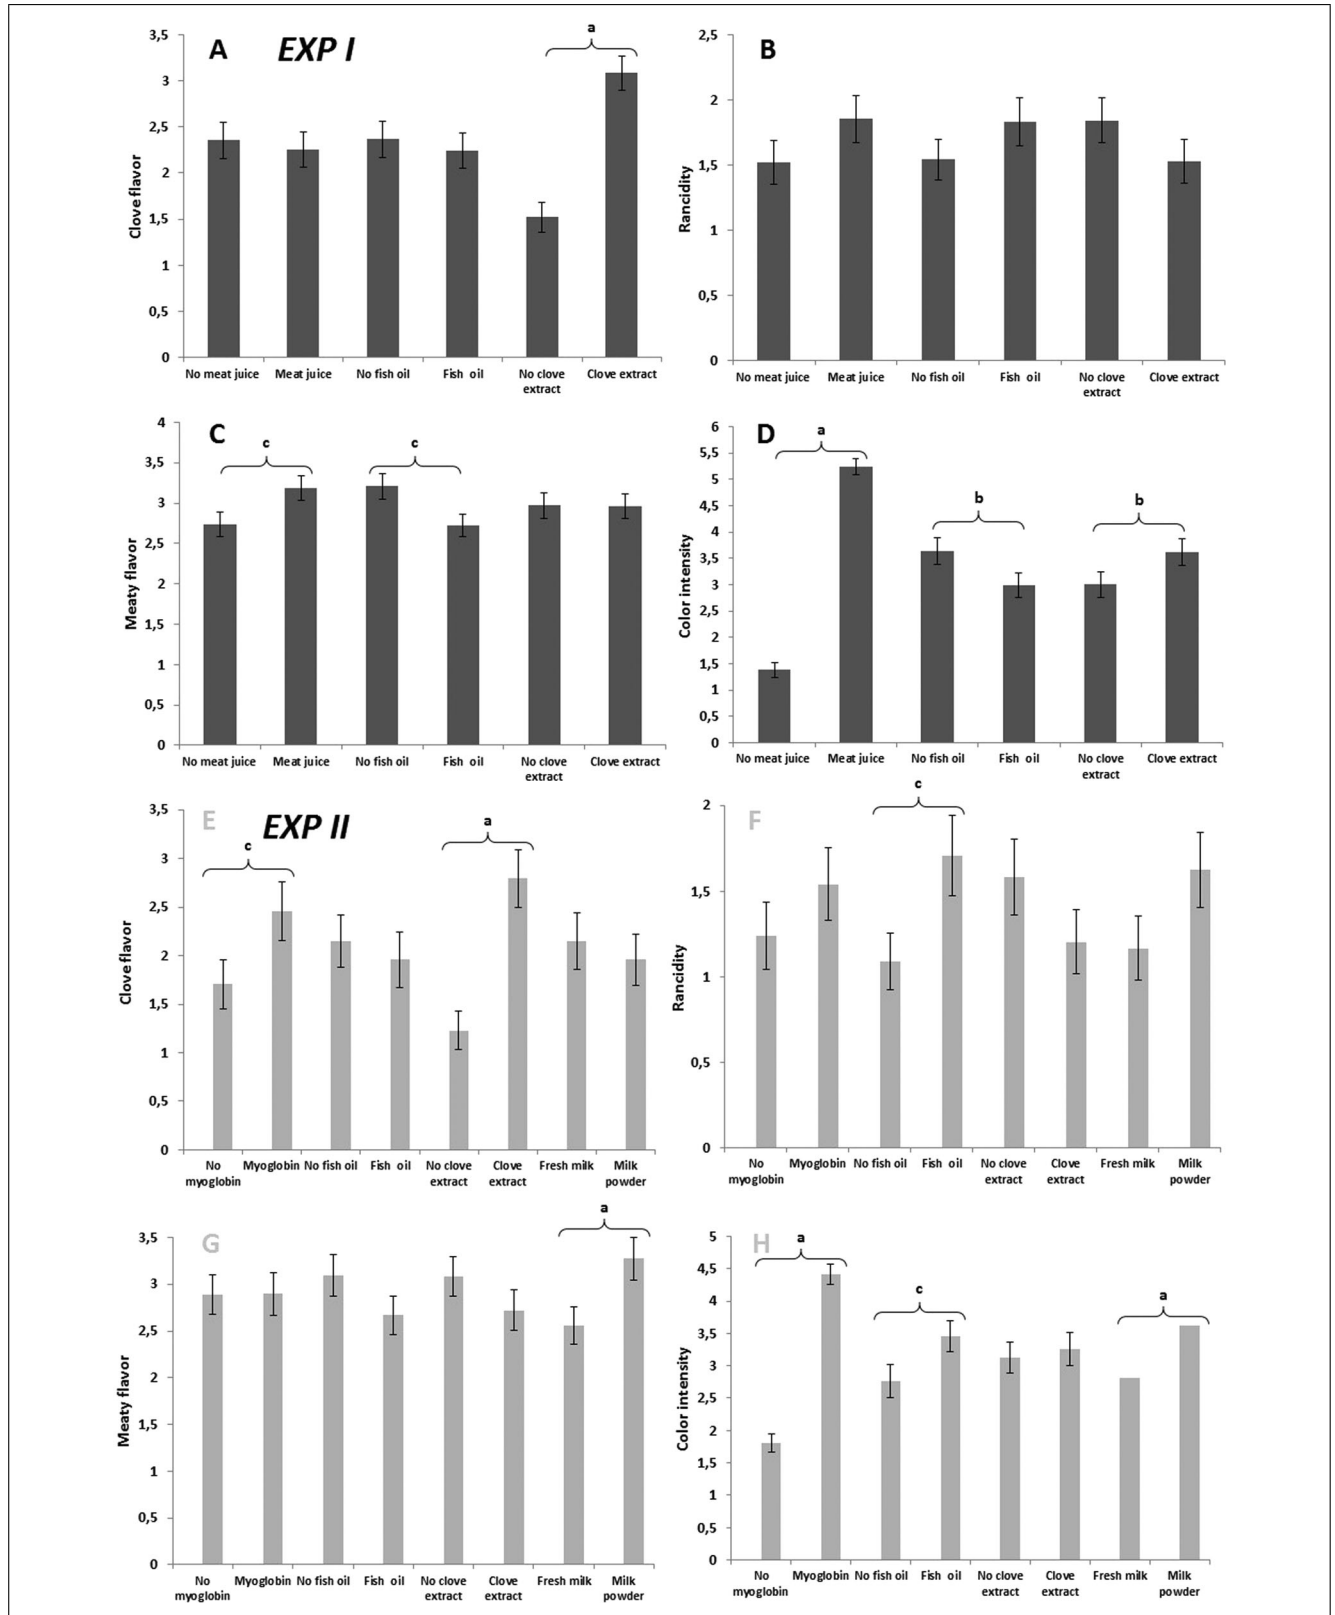 A EXP I
a
3,5
3
2,5
2
1,5
1
0,5
0
Clove flavor
No meat juice Meat juice No fish oil Fish oil No clove extract Clove extract
B
2,5
2
1,5
1
0,5
0
Rancidity
No meat juice Meat juice No fish oil Fish oil No clove extract Clove extract
C
c c
4
3,5
3
2,5
2
1,5
1
0,5
0
Meaty flavor
No meat juice Meat juice No fish oil Fish oil No clove extract Clove extract
D
a b b
6
5,5
5
4,5
4
3,5
3
2,5
2
1,5
1
0,5
0
Color intensity
No meat juice Meat juice No fish oil Fish oil No clove extract Clove extract
E EXP II
c a
3,5
3
2,5
2
1,5
1
0,5
0
Clove flavor
No myoglobin Myoglobin No fish oil Fish oil No clove extract Clove extract Fresh milk Milk powder
F
c
2
1,5
1
0,5
0
Rancidity
No myoglobin Myoglobin No fish oil Fish oil No clove extract Clove extract Fresh milk Milk powder
G
a
3,5
3
2,5
2
1,5
1
0,5
0
Meaty flavor
No myoglobin Myoglobin No fish oil Fish oil No clove extract Clove extract Fresh milk Milk powder
H
a c a
5
4,5
4
3,5
3
2,5
2
1,5
1
0,5
0
Color intensity
No myoglobin Myoglobin No fish oil Fish oil No clove extract Clove extract Fresh milk Milk powder